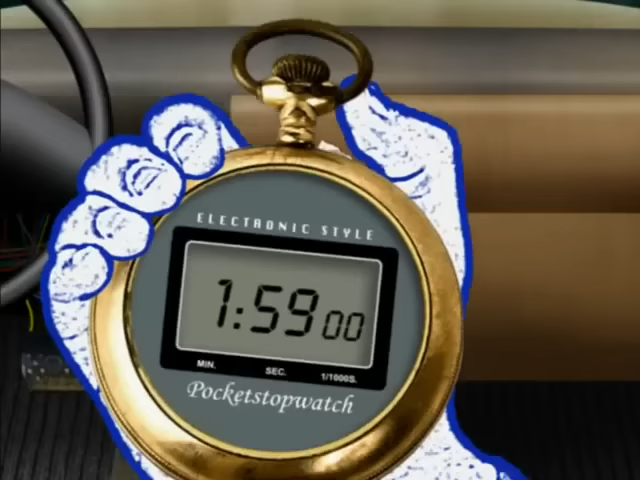 ELECTRONIC STYLE
1:59 00
MIN. SEC. 1/1000S.
Pocketstopwatch